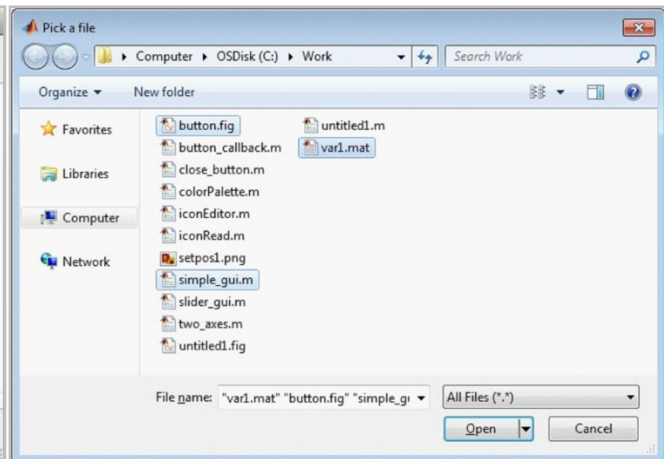 Pick a file
Computer ▸ OSDisk (C:) ▸ Work
Search Work
Organize
New folder
Favorites
Libraries
Computer
Network
button.fig
button_callback.m
close_button.m
colorPalette.m
iconEditor.m
iconRead.m
setpos1.png
simple_gui.m
slider_gui.m
two_axes.m
untitled1.fig
untitled1.m
var1.mat
File name: "var1.mat" "button.fig" "simple_gi
All Files (*.*)
Open
Cancel